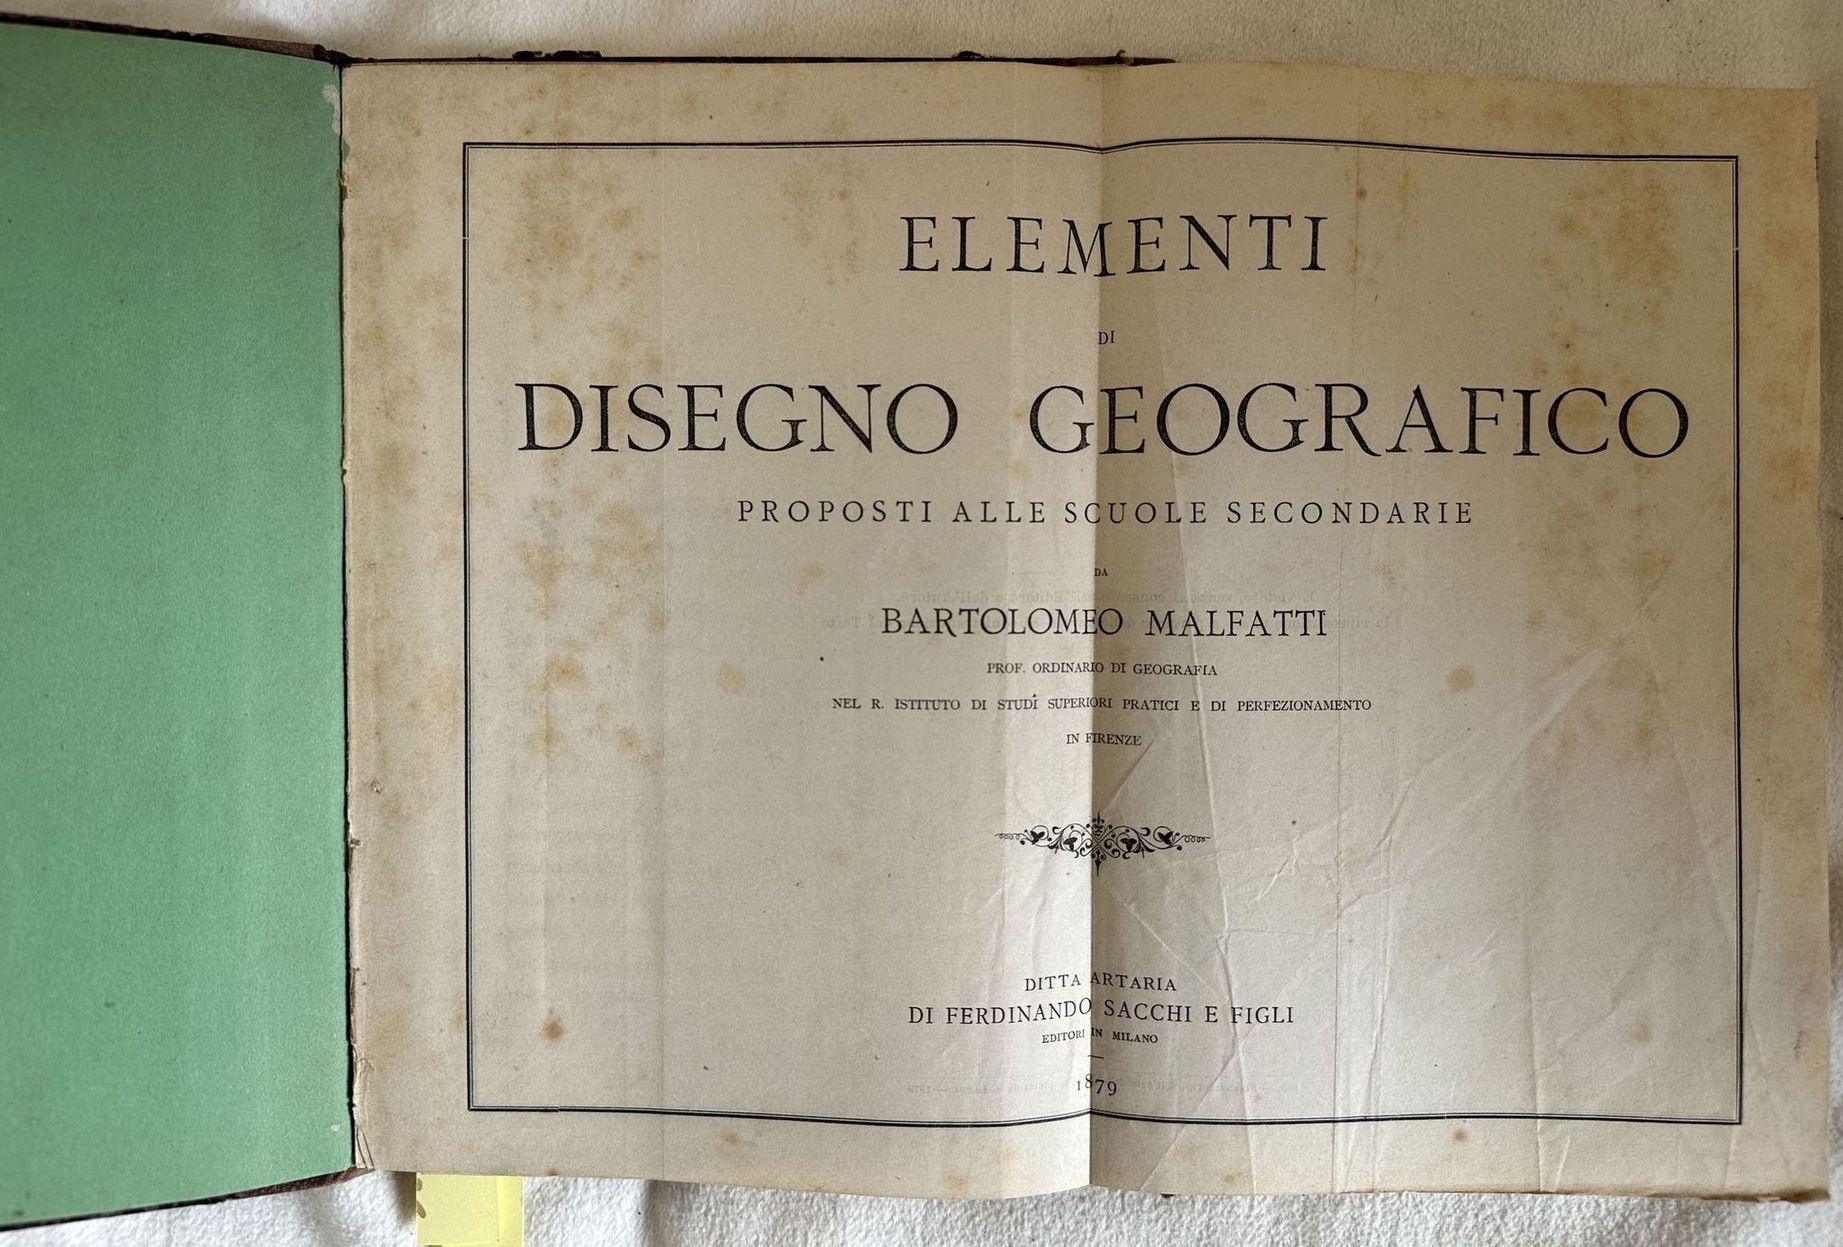 ELEMENTI
DI
DISEGNO GEOGRAFICO
PROPOSTI ALLE SCUOLE SECONDARIE
DA
BARTOLOMEO MALFATTI
PROF. ORDINARIO DI GEOGRAFIA
NEL R. ISTITUTO DI STUDÎ SUPERIORI PRATICI E DI PERFEZIONAMENTO
IN FIRENZE
DITTA ARTARIA
DI FERDINANDO SACCHI E FIGLI
EDITORI IN MILANO
1879